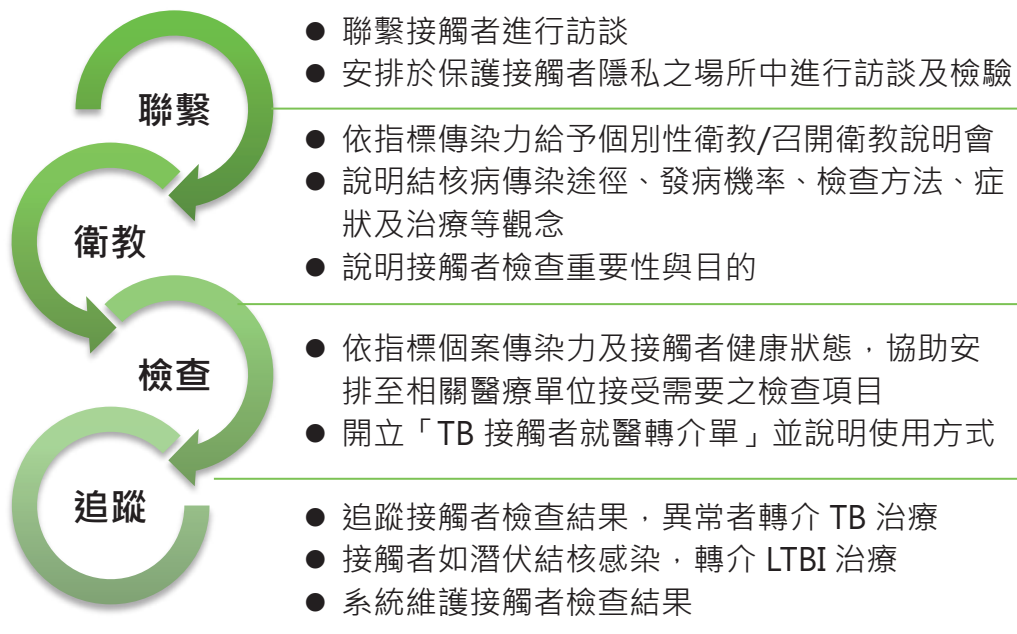 聯繫
● 聯繫接觸者進行訪談
● 安排於保護接觸者隱私之場所中進行訪談及檢驗
衛教
● 依指標傳染力給予個別性衛教/召開衛教說明會
● 說明結核病傳染途徑、發病機率、檢查方法、症
狀及治療等觀念
● 說明接觸者檢查重要性與目的
檢查
● 依指標個案傳染力及接觸者健康狀態，協助安
排至相關醫療單位接受需要之檢查項目
● 開立「TB 接觸者就醫轉介單」並說明使用方式
追蹤
● 追蹤接觸者檢查結果，異常者轉介 TB 治療
● 接觸者如潛伏結核感染，轉介 LTBI 治療
● 系統維護接觸者檢查結果